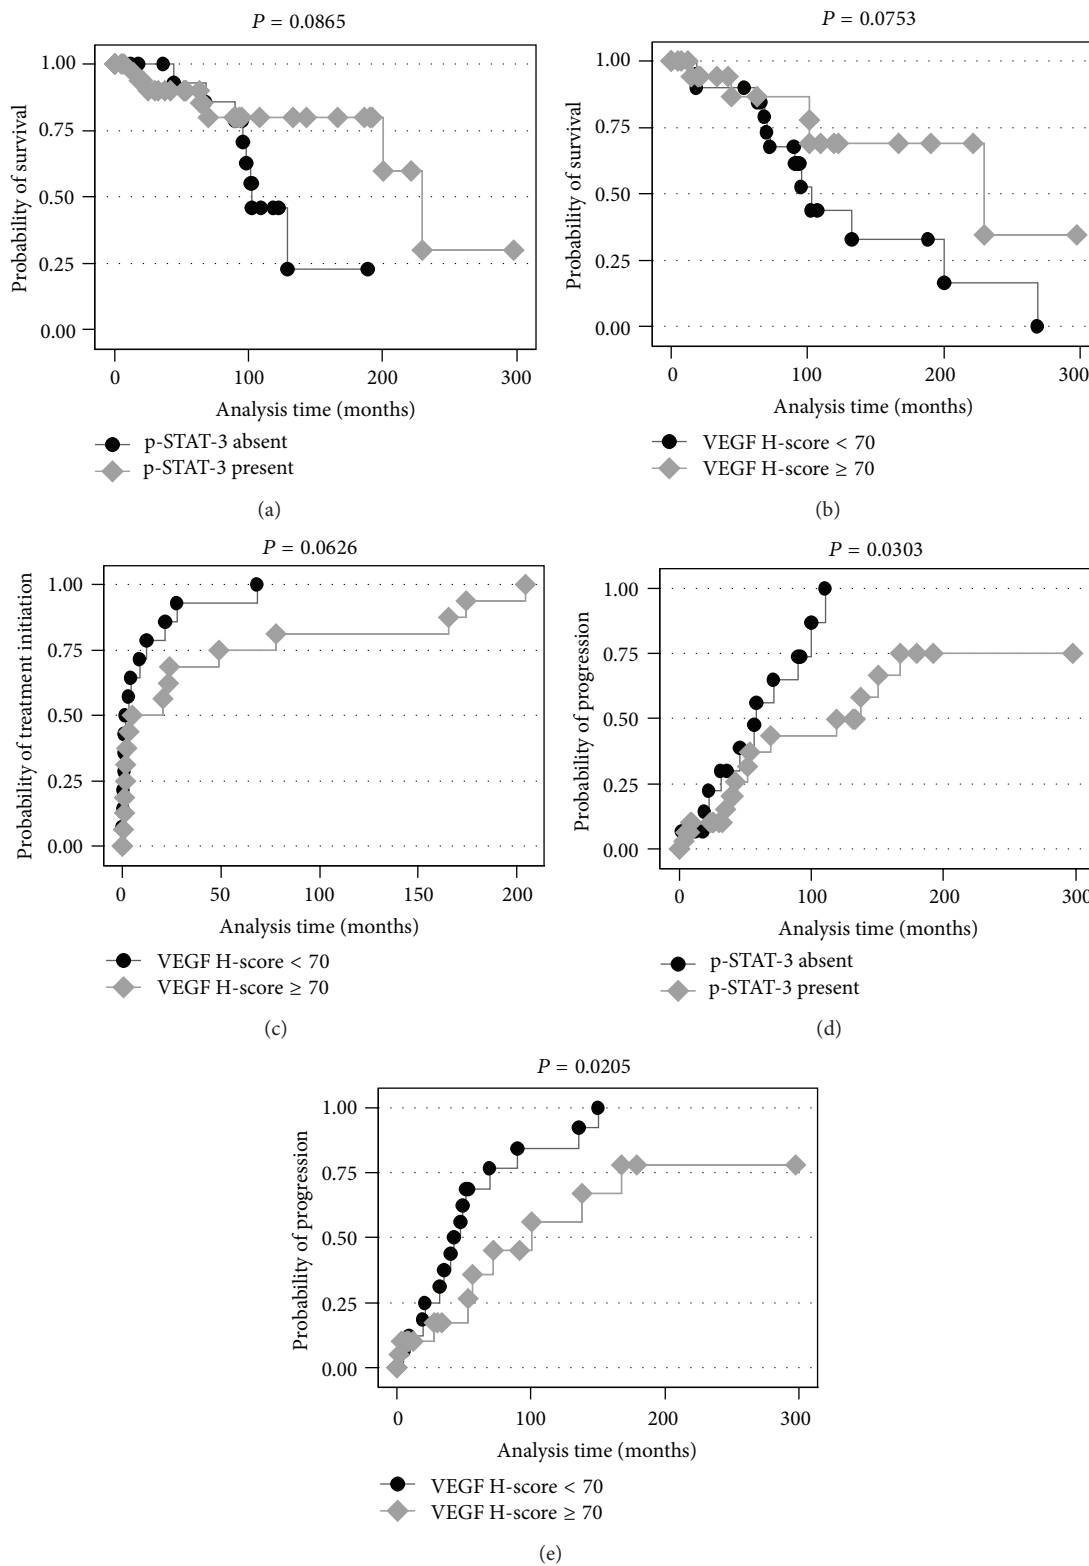 P = 0.0865
Probability of survival
1.00
0.75
0.50
0.25
0.00
0 100 200 300
Analysis time (months)
p-STAT-3 absent
p-STAT-3 present
(a)
P = 0.0753
Probability of survival
1.00
0.75
0.50
0.25
0.00
0 100 200 300
Analysis time (months)
VEGF H-score < 70
VEGF H-score ≥ 70
(b)
P = 0.0626
Probability of treatment initiation
1.00
0.75
0.50
0.25
0.00
0 50 100 150 200
Analysis time (months)
VEGF H-score < 70
VEGF H-score ≥ 70
(c)
P = 0.0303
Probability of progression
1.00
0.75
0.50
0.25
0.00
0 100 200 300
Analysis time (months)
p-STAT-3 absent
p-STAT-3 present
(d)
P = 0.0205
Probability of progression
1.00
0.75
0.50
0.25
0.00
0 100 200 300
Analysis time (months)
VEGF H-score < 70
VEGF H-score ≥ 70
(e)